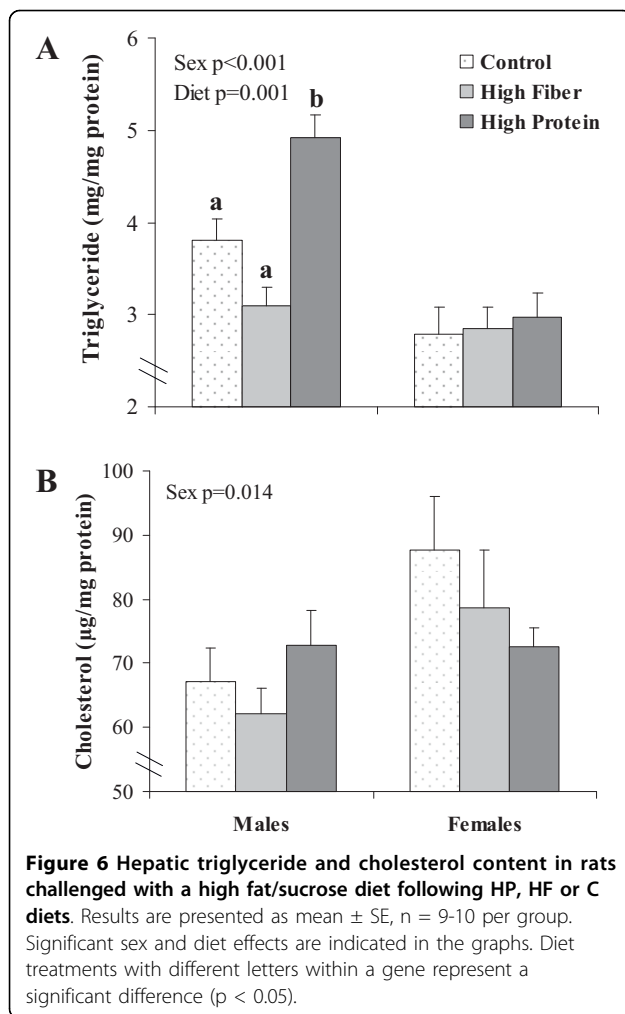 A
Sex p<0.001
Diet p=0.001
Control
High Fiber
High Protein
a
a
b
Triglyceride (mg/mg protein)
6
5
4
3
2
B
Sex p=0.014
Cholesterol (µg/mg protein)
100
90
80
70
60
50
Males Females
Figure 6 Hepatic triglyceride and cholesterol content in rats
challenged with a high fat/sucrose diet following HP, HF or C
diets. Results are presented as mean ± SE, n = 9-10 per group.
Significant sex and diet effects are indicated in the graphs. Diet
treatments with different letters within a gene represent a
significant difference (p < 0.05).